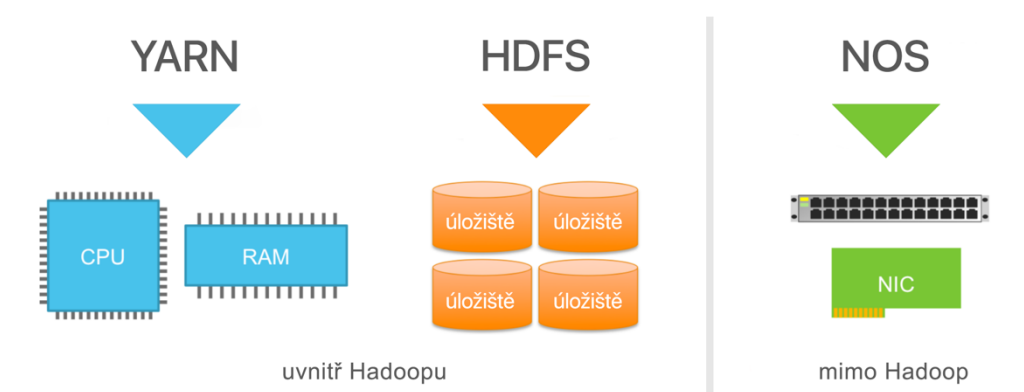 YARN HDFS NOS
CPU RAM úložiště úložiště
úložiště úložiště NIC
uvnitř Hadoopu mimo Hadoop